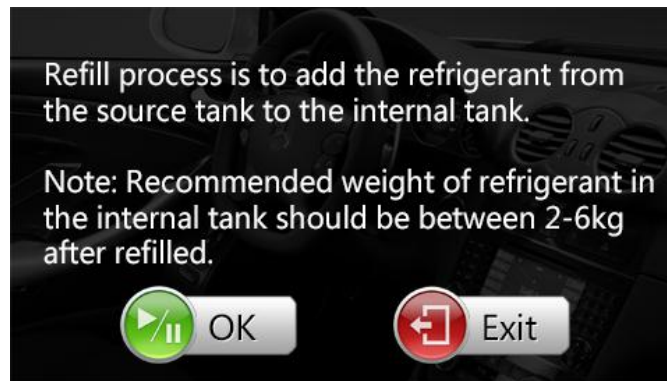 Refill process is to add the refrigerant from
the source tank to the internal tank.
Note: Recommended weight of refrigerant in
the internal tank should be between 2-6kg
after refilled.
OK
Exit